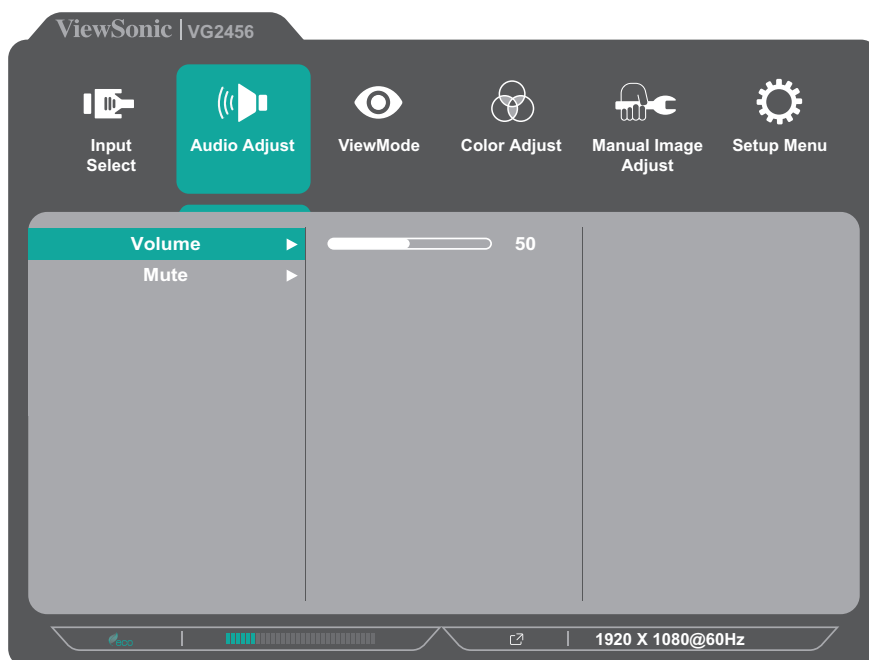 ViewSonic | VG2456
Input Select
Audio Adjust
ViewMode
Color Adjust
Manual Image Adjust
Setup Menu
Volume
50
Mute
eco
1920 X 1080@60Hz